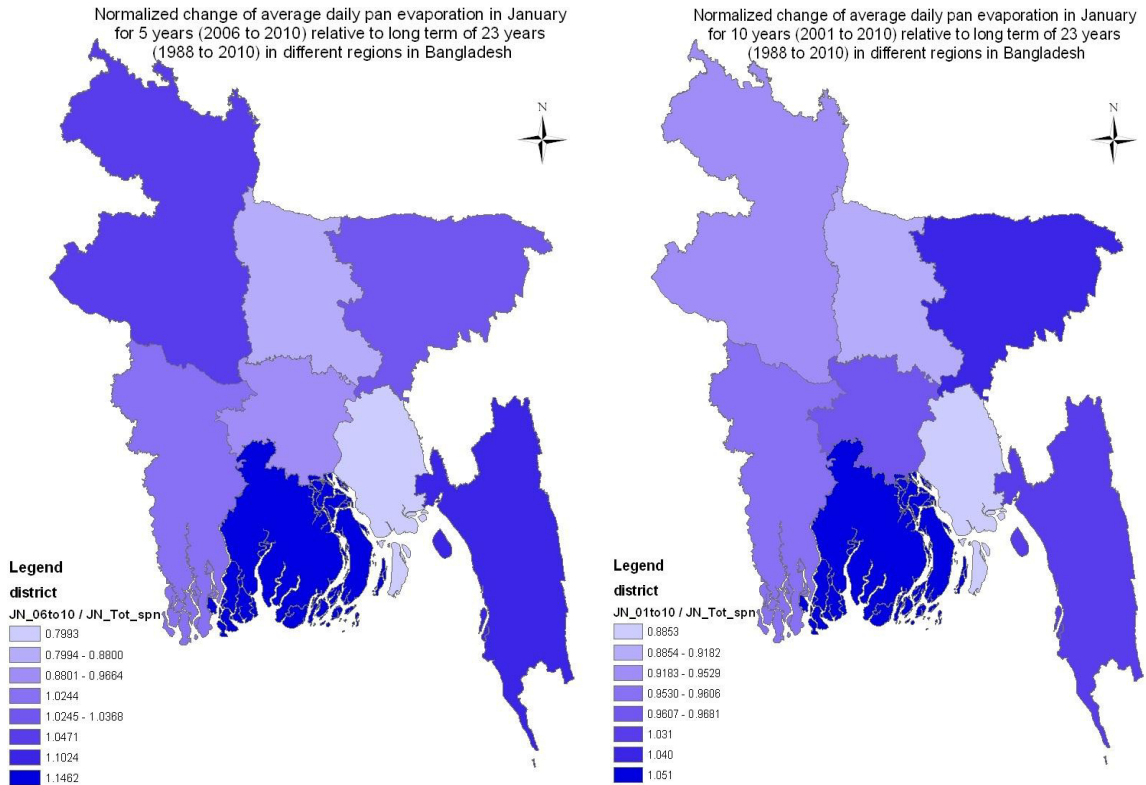 Normalized change of average daily pan evaporation in January
for 5 years (2006 to 2010) relative to long term of 23 years
(1988 to 2010) in different regions in Bangladesh
N
Legend
district
JN_06to10 / JN_Tot_spn
0.7993
0.7994 - 0.8800
0.8801 - 0.9664
1.0244
1.0245 - 1.0368
1.0471
1.1024
1.1462
Normalized change of average daily pan evaporation in January
for 10 years (2001 to 2010) relative to long term of 23 years
(1988 to 2010) in different regions in Bangladesh
N
Legend
district
JN_01to10 / JN_Tot_spn
0.8853
0.8854 - 0.9182
0.9183 - 0.9529
0.9530 - 0.9606
0.9607 - 0.9681
1.031
1.040
1.051